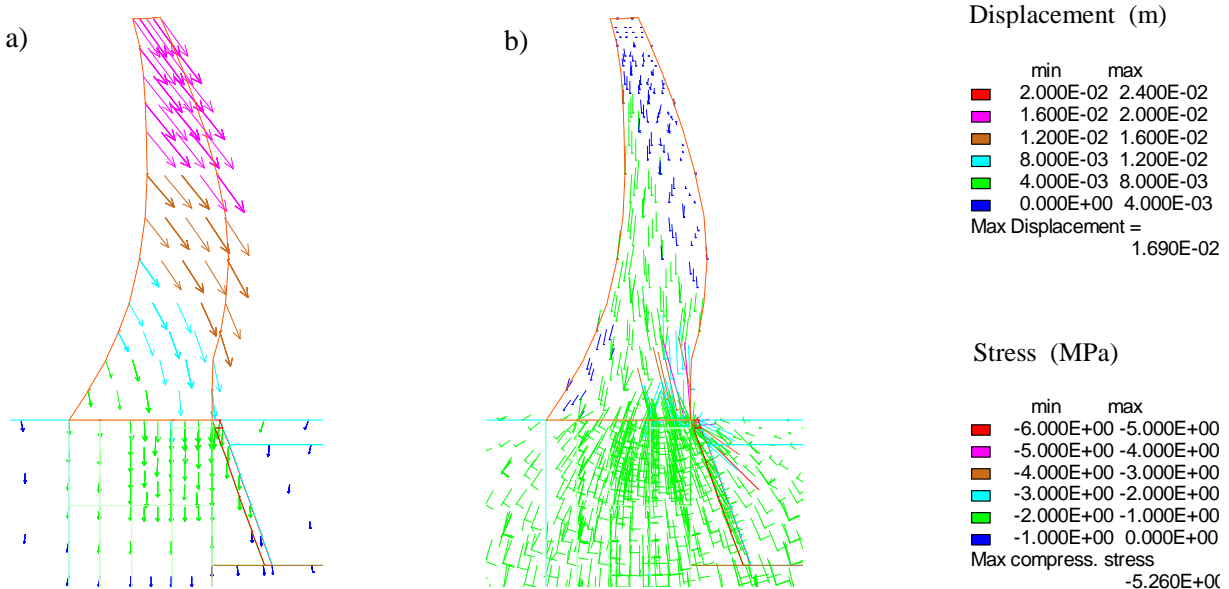 a)
b)
Displacement (m)
min max
2.000E-02 2.400E-02
1.600E-02 2.000E-02
1.200E-02 1.600E-02
8.000E-03 1.200E-02
4.000E-03 8.000E-03
0.000E+00 4.000E-03
Max Displacement =
1.690E-02
Stress (MPa)
min max
-6.000E+00 -5.000E+00
-5.000E+00 -4.000E+00
-4.000E+00 -3.000E+00
-3.000E+00 -2.000E+00
-2.000E+00 -1.000E+00
-1.000E+00 0.000E+00
Max compress. stress
-5.260E+00